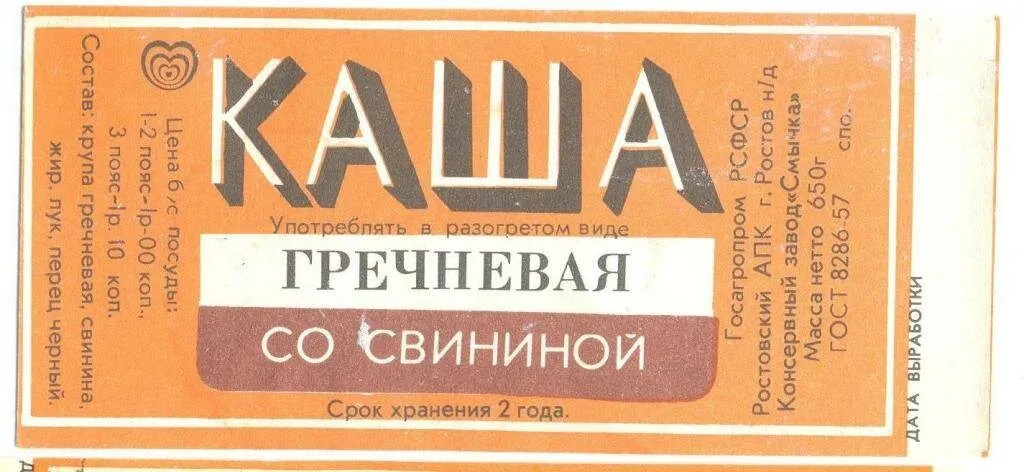 КАША
Употреблять в разогретом виде
ГРЕЧНЕВАЯ
СО СВИНИНОЙ
Срок хранения 2 года.
Цена б/с посуды:
1-2 пояс-1р-00 коп.,
3 пояс-1р. 10 коп.
Состав: крупа гречневая, свинина,
жир, лук, перец черный.
Госагропром РСФСР
Ростовский АПК г. Ростов н/д
Консервный завод «Смычка»
Масса нетто 650г
ГОСТ 8286-57 спо.
ДАТА ВЫРАБОТКИ